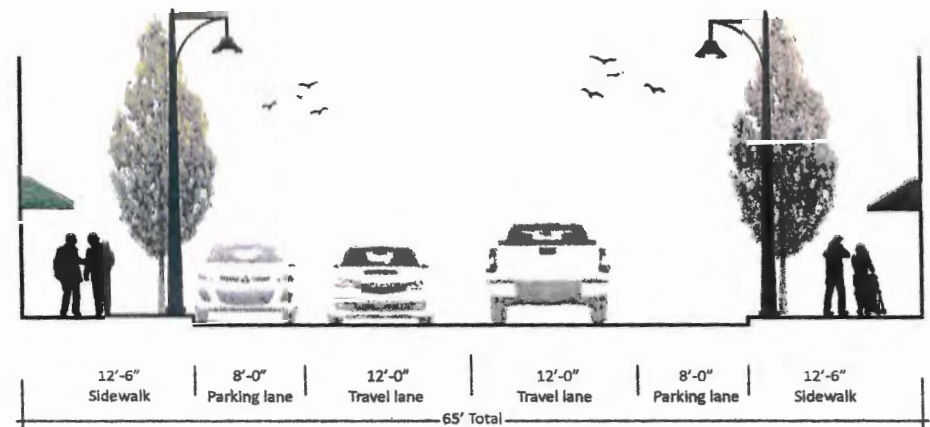 12'-6" 8'-0" 12'-0" 12'-0" 8'-0" 12'-6"
Sidewalk Parking lane Travel lane Travel lane Parking lane Sidewalk
65' Total